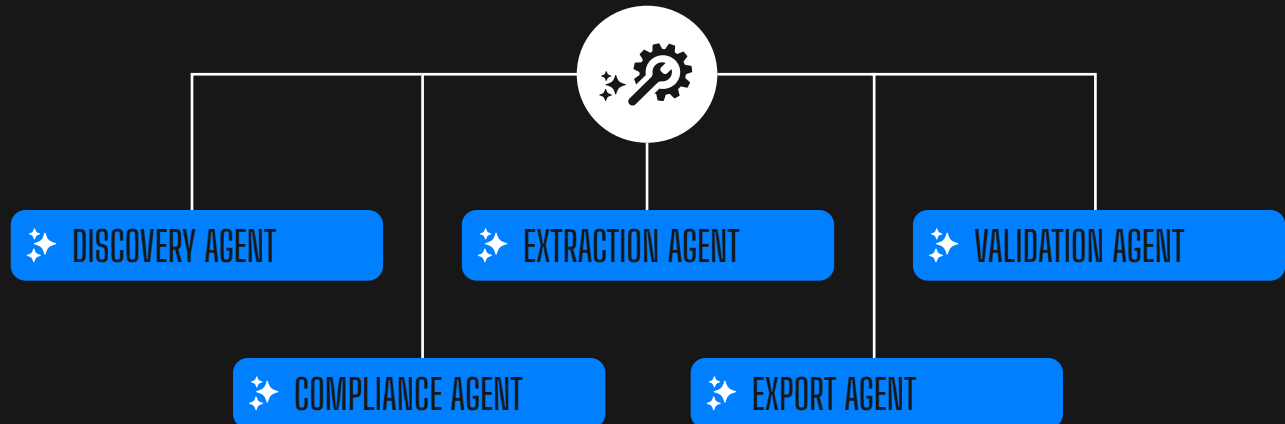 DISCOVERY AGENT
EXTRACTION AGENT
VALIDATION AGENT
COMPLIANCE AGENT
EXPORT AGENT